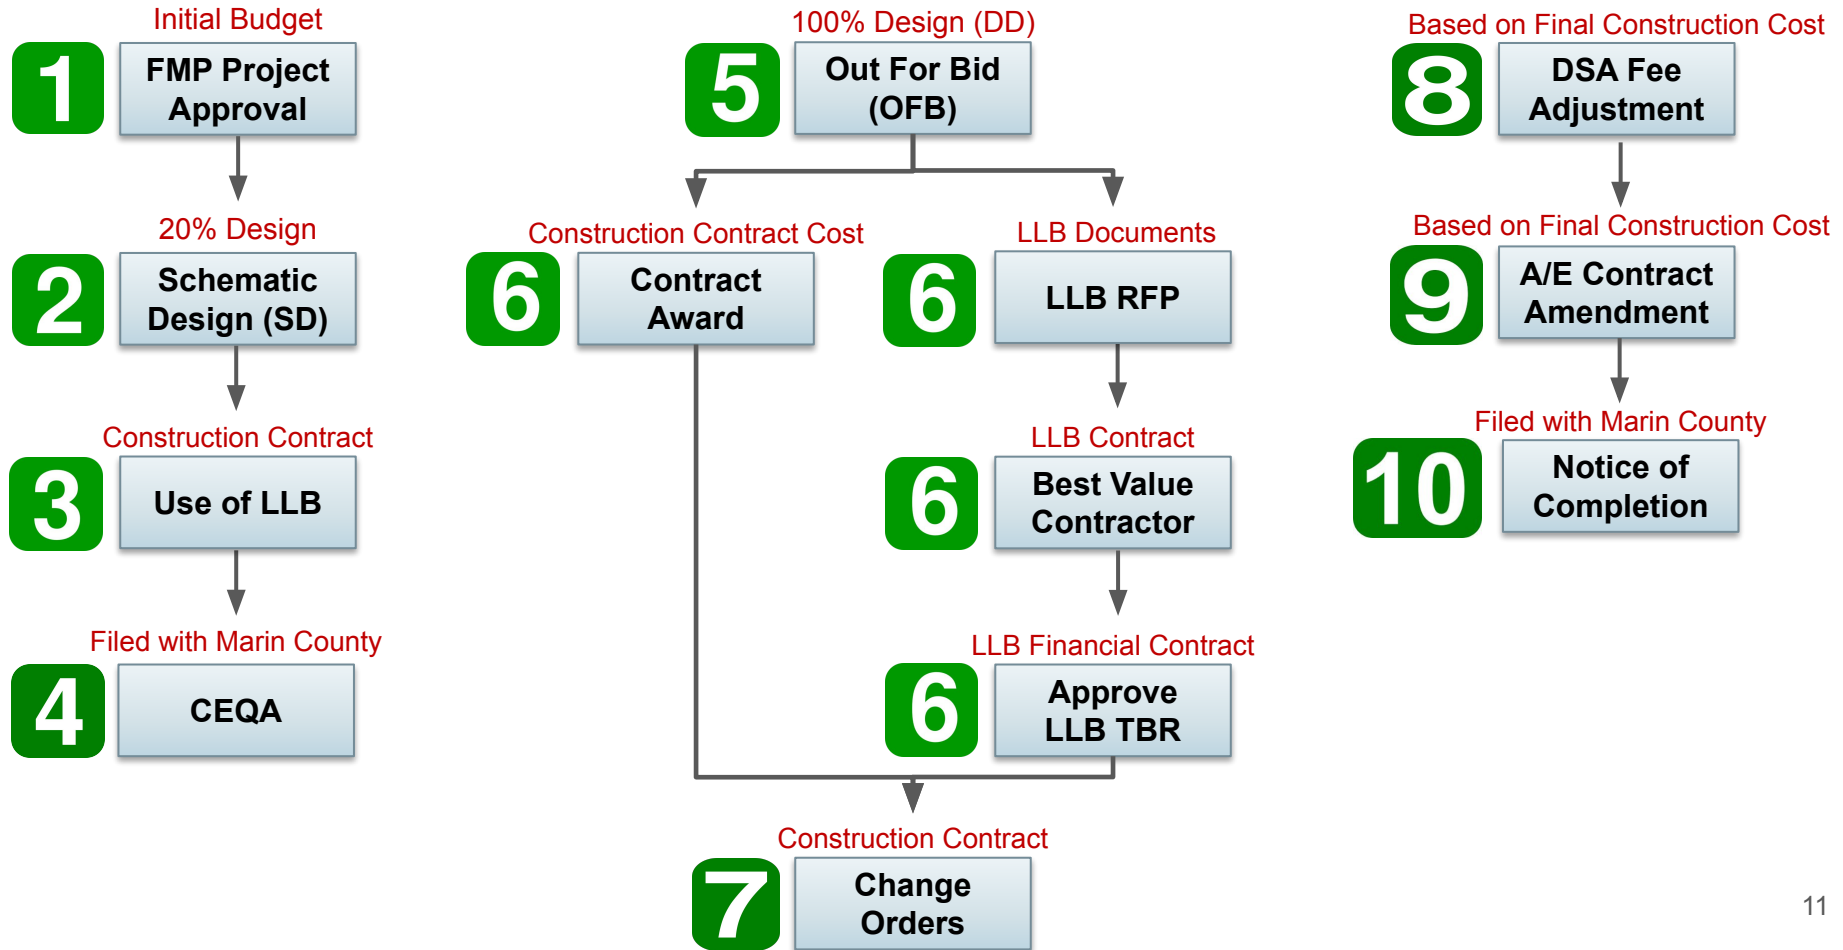 Initial Budget
1
FMP Project
Approval
20% Design
2
Schematic
Design (SD)
Construction Contract
3
Use of LLB
Filed with Marin County
4
CEQA
100% Design (DD)
5
Out For Bid
(OFB)
Construction Contract Cost
6
Contract
Award
LLB Documents
6
LLB RFP
LLB Contract
6
Best Value
Contractor
LLB Financial Contract
6
Approve
LLB TBR
Construction Contract
7
Change
Orders
Based on Final Construction Cost
8
DSA Fee
Adjustment
Based on Final Construction Cost
9
A/E Contract
Amendment
Filed with Marin County
10
Notice of
Completion
11